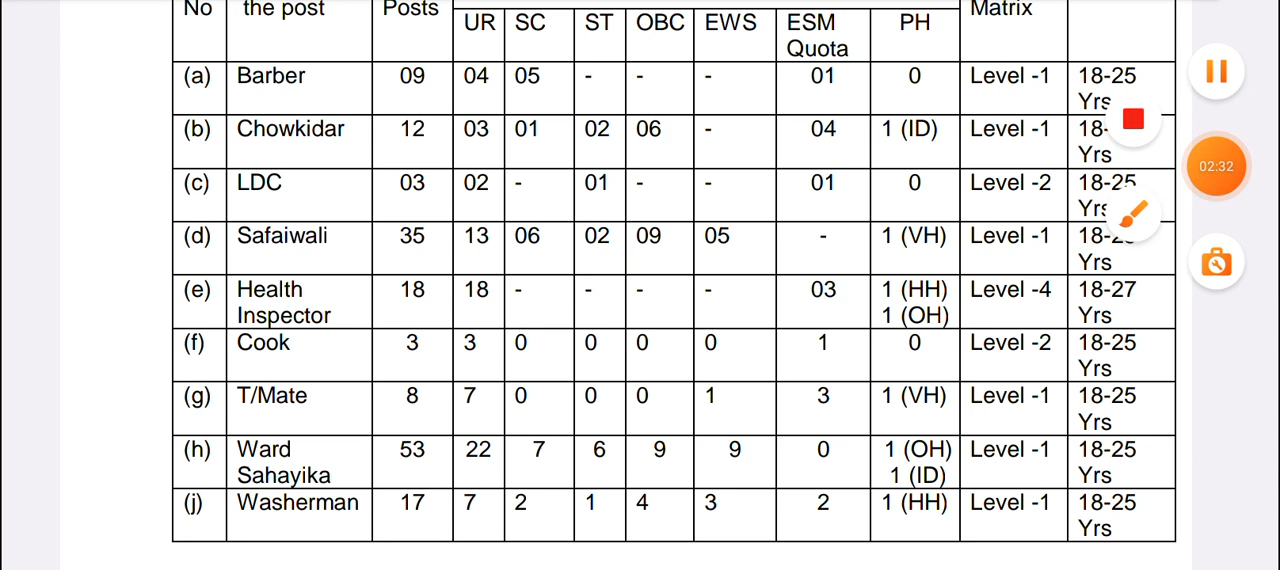 No the post Posts Matrix
UR SC ST OBC EWS ESM Quota PH
(a) Barber 09 04 05 - - - 01 0 Level -1 18-25 Yrs
(b) Chowkidar 12 03 01 02 06 - 04 1 (ID) Level -1 18- Yrs
(c) LDC 03 02 - 01 - - 01 0 Level -2 18-25 Yrs
(d) Safaiwali 35 13 06 02 09 05 - 1 (VH) Level -1 18- Yrs
(e) Health Inspector 18 18 - - - - 03 1 (HH) 1 (OH) Level -4 18-27 Yrs
(f) Cook 3 3 0 0 0 0 1 0 Level -2 18-25 Yrs
(g) T/Mate 8 7 0 0 0 1 3 1 (VH) Level -1 18-25 Yrs
(h) Ward Sahayika 53 22 7 6 9 9 0 1 (OH) 1 (ID) Level -1 18-25 Yrs
(j) Washerman 17 7 2 1 4 3 2 1 (HH) Level -1 18-25 Yrs
02:32